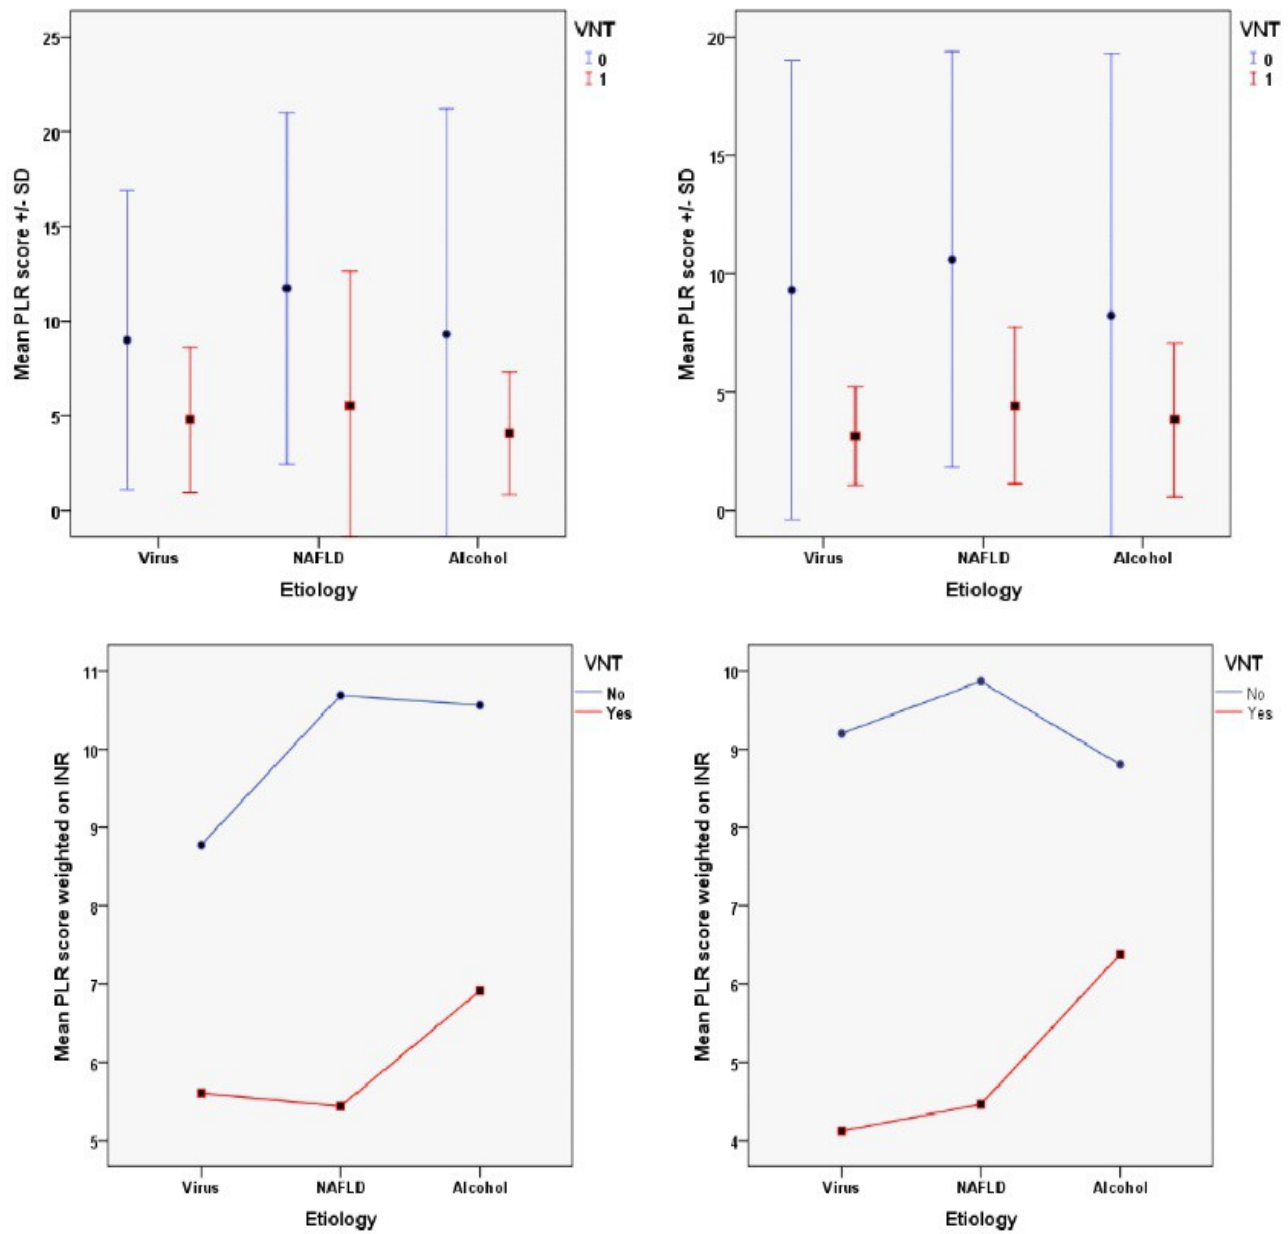 VNT
0
1
25
20
15
10
5
0
Mean PLR score +/- SD
Virus NAFLD Alcohol
Etiology
VNT
0
1
20
15
10
5
0
Mean PLR score +/- SD
Virus NAFLD Alcohol
Etiology
VNT
No
Yes
11
10
9
8
7
6
5
Mean PLR score weighted on INR
Virus NAFLD Alcohol
Etiology
VNT
No
Yes
10
9
8
7
6
5
4
Mean PLR score weighted on INR
Virus NAFLD Alcohol
Etiology